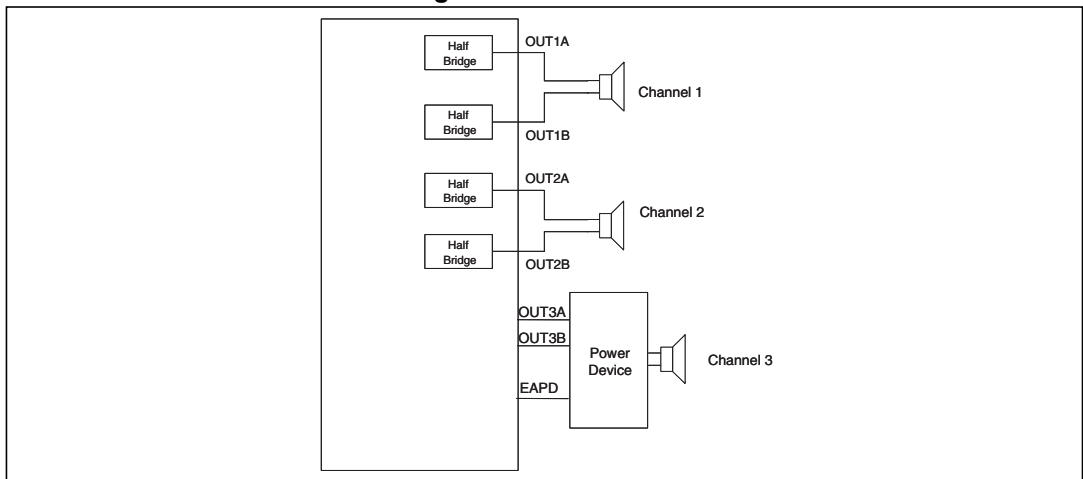 Half
Bridge
OUT1A
Channel 1
Half
Bridge
OUT1B
Half
Bridge
OUT2A
Channel 2
Half
Bridge
OUT2B
OUT3A
OUT3B
Power
Device
Channel 3
EAPD